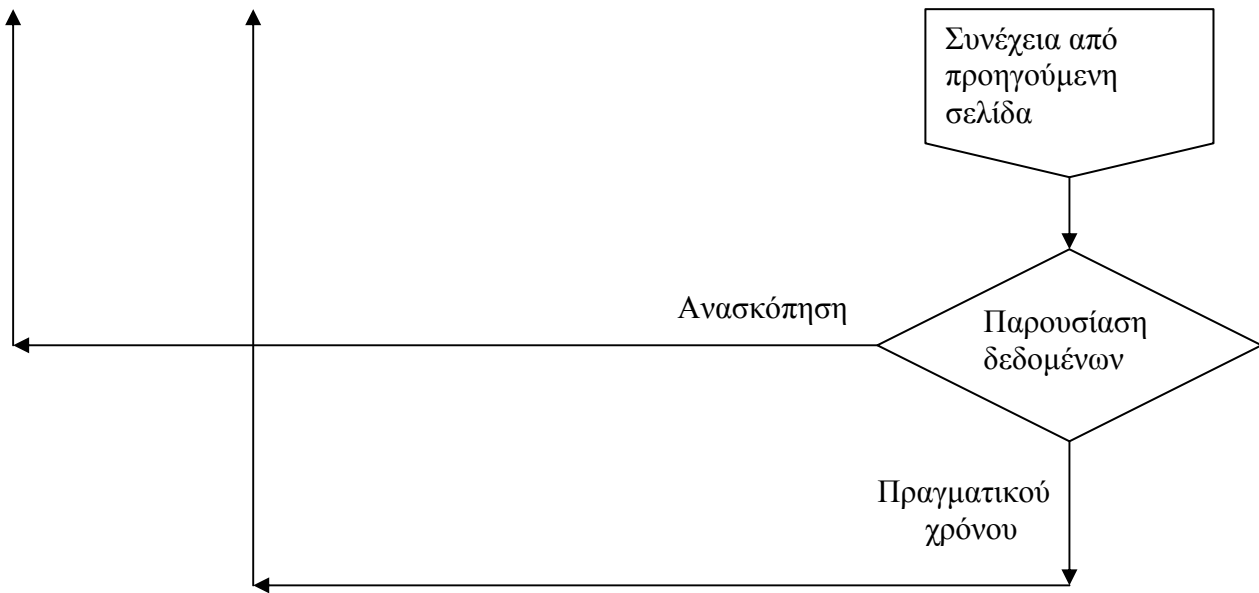 Συνέχεια από
προηγούμενη
σελίδα
Ανασκόπηση
Παρουσίαση
δεδομένων
Πραγματικού
χρόνου